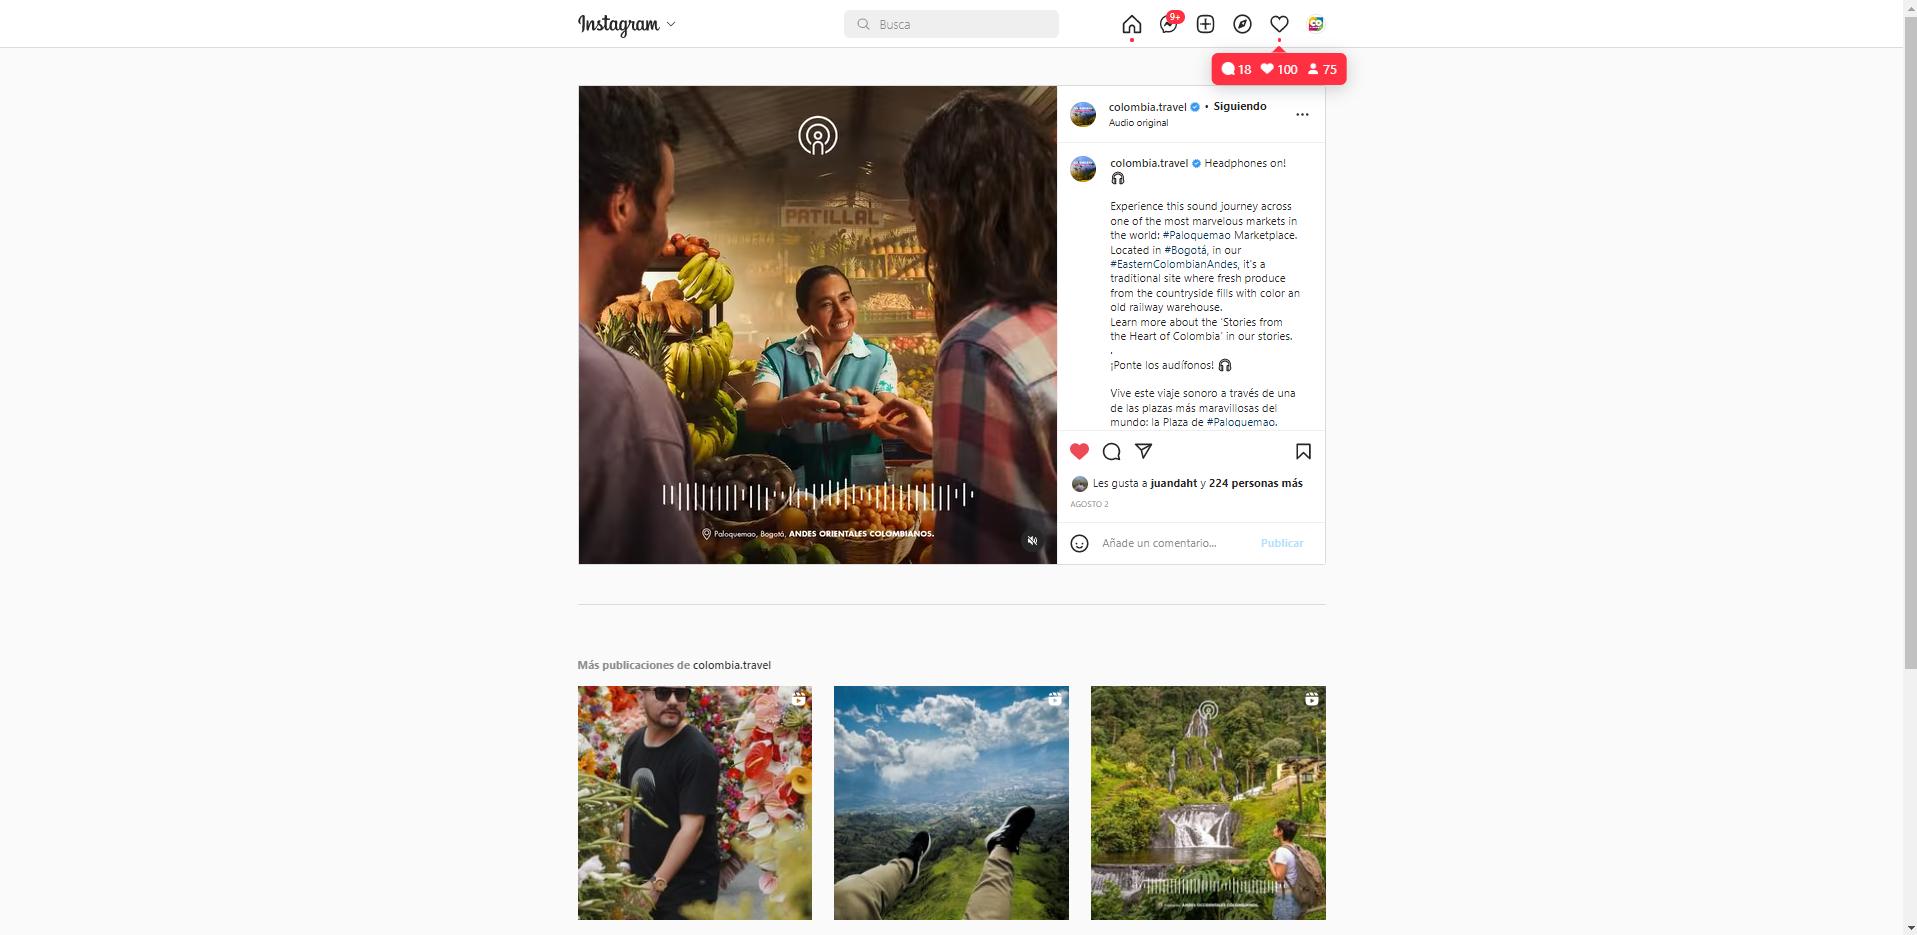 Instagram
Busca
9+
18 100 75
PATILLAL
Paloquemao, Bogotá, ANDES ORIENTALES COLOMBIANOS.
colombia.travel • Siguiendo
Audio original
colombia.travel Headphones on!
Experience this sound journey across
one of the most marvelous markets in
the world: #Paloquemao Marketplace.
Located in #Bogotá, in our
#EasternColombianAndes, it's a
traditional site where fresh produce
from the countryside fills with color an
old railway warehouse.
Learn more about the 'Stories from
the Heart of Colombia' in our stories.
.
¡Ponte los audífonos!
Vive este viaje sonoro a través de una
de las plazas más maravillosas del
mundo: la Plaza de #Paloquemao.
Les gusta a juandaht y 224 personas más
AGOSTO 2
Añade un comentario...
Publicar
Más publicaciones de colombia.travel
ANDES OCCIDENTALES COLOMBIANOS.